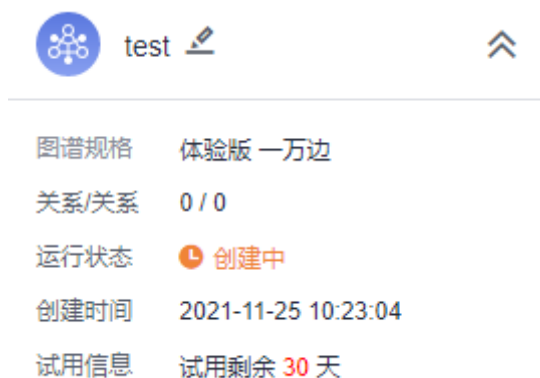 test
图谱规格 体验版 一万边
关系/关系 0 / 0
运行状态 创建中
创建时间 2021-11-25 10:23:04
试用信息 试用剩余 30 天